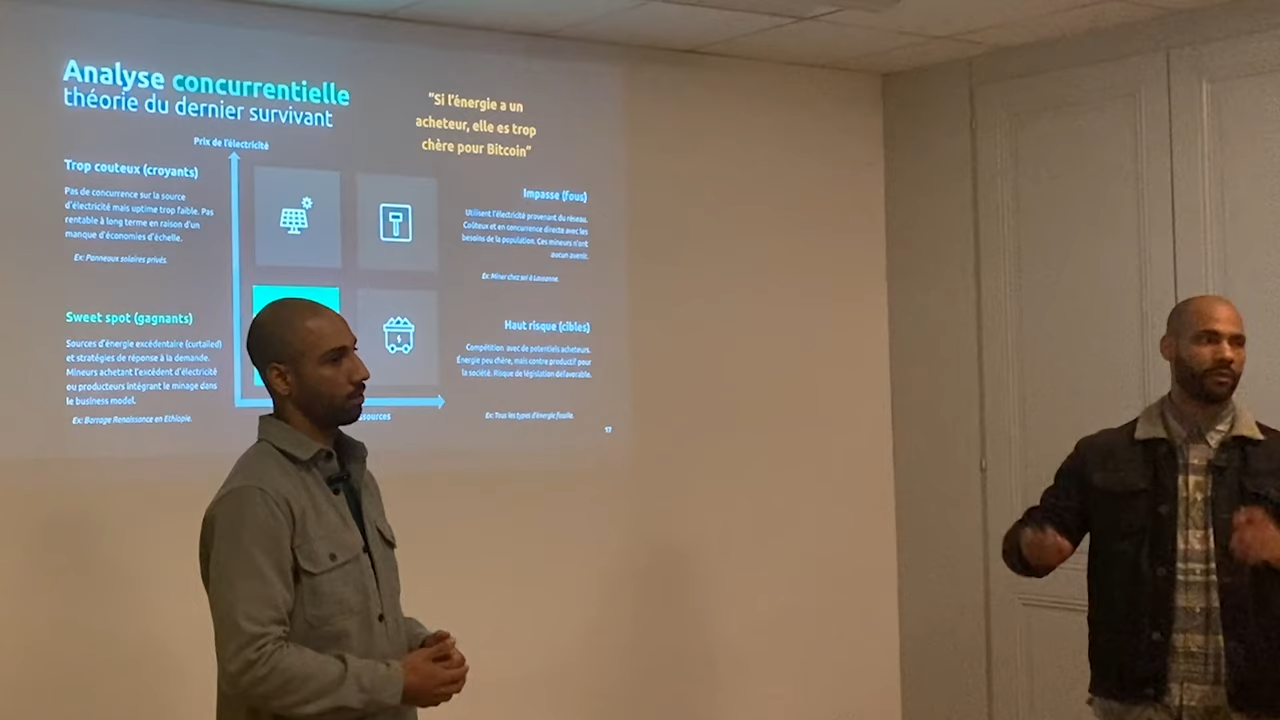 Analyse concurrentielle
théorie du dernier survivant
"Si l'énergie a un
acheteur, elle es trop
chère pour Bitcoin"
Prix de l'électricité
Trop couteux (croyants)
Pas de concurrence sur la source
d'électricité mais uptime trop faible. Pas
rentable à long terme en raison d'un
manque d'économies d'échelle.
Ex: Panneaux solaires privés.
Impasse (fous)
Utilisent l'électricité provenant du réseau.
Coûteux et en concurrence directe avec les
besoins de la population. Ces mineurs n'ont
aucun avenir.
Ex: Miner chez soi à Lausanne.
Sweet spot (gagnants)
Sources d'énergie excédentaire (curtailed)
et stratégies de réponse à la demande.
Mineurs achetant l'excédent d'électricité
ou producteurs intégrant le minage dans
le business model.
Ex: Barrage Renaissance en Ethiopie.
Haut risque (cibles)
Compétition avec de potentiels acheteurs.
Énergie peu chère, mais contre productif pour
la société. Risque de législation défavorable.
Ex: Tous les types d'énergie fossile.
17